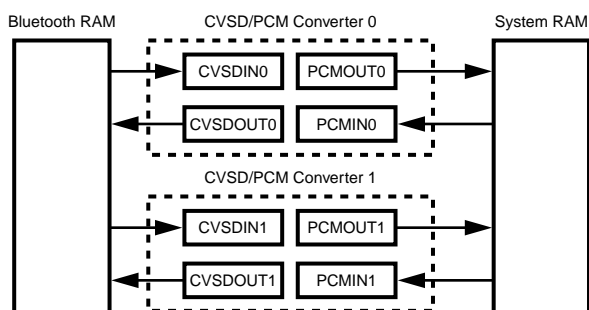 Bluetooth RAM
CVSD/PCM Converter 0
System RAM
CVSDIN0
PCMOUT0
CVSDOUT0
PCMIN0
CVSD/PCM Converter 1
CVSDIN1
PCMOUT1
CVSDOUT1
PCMIN1